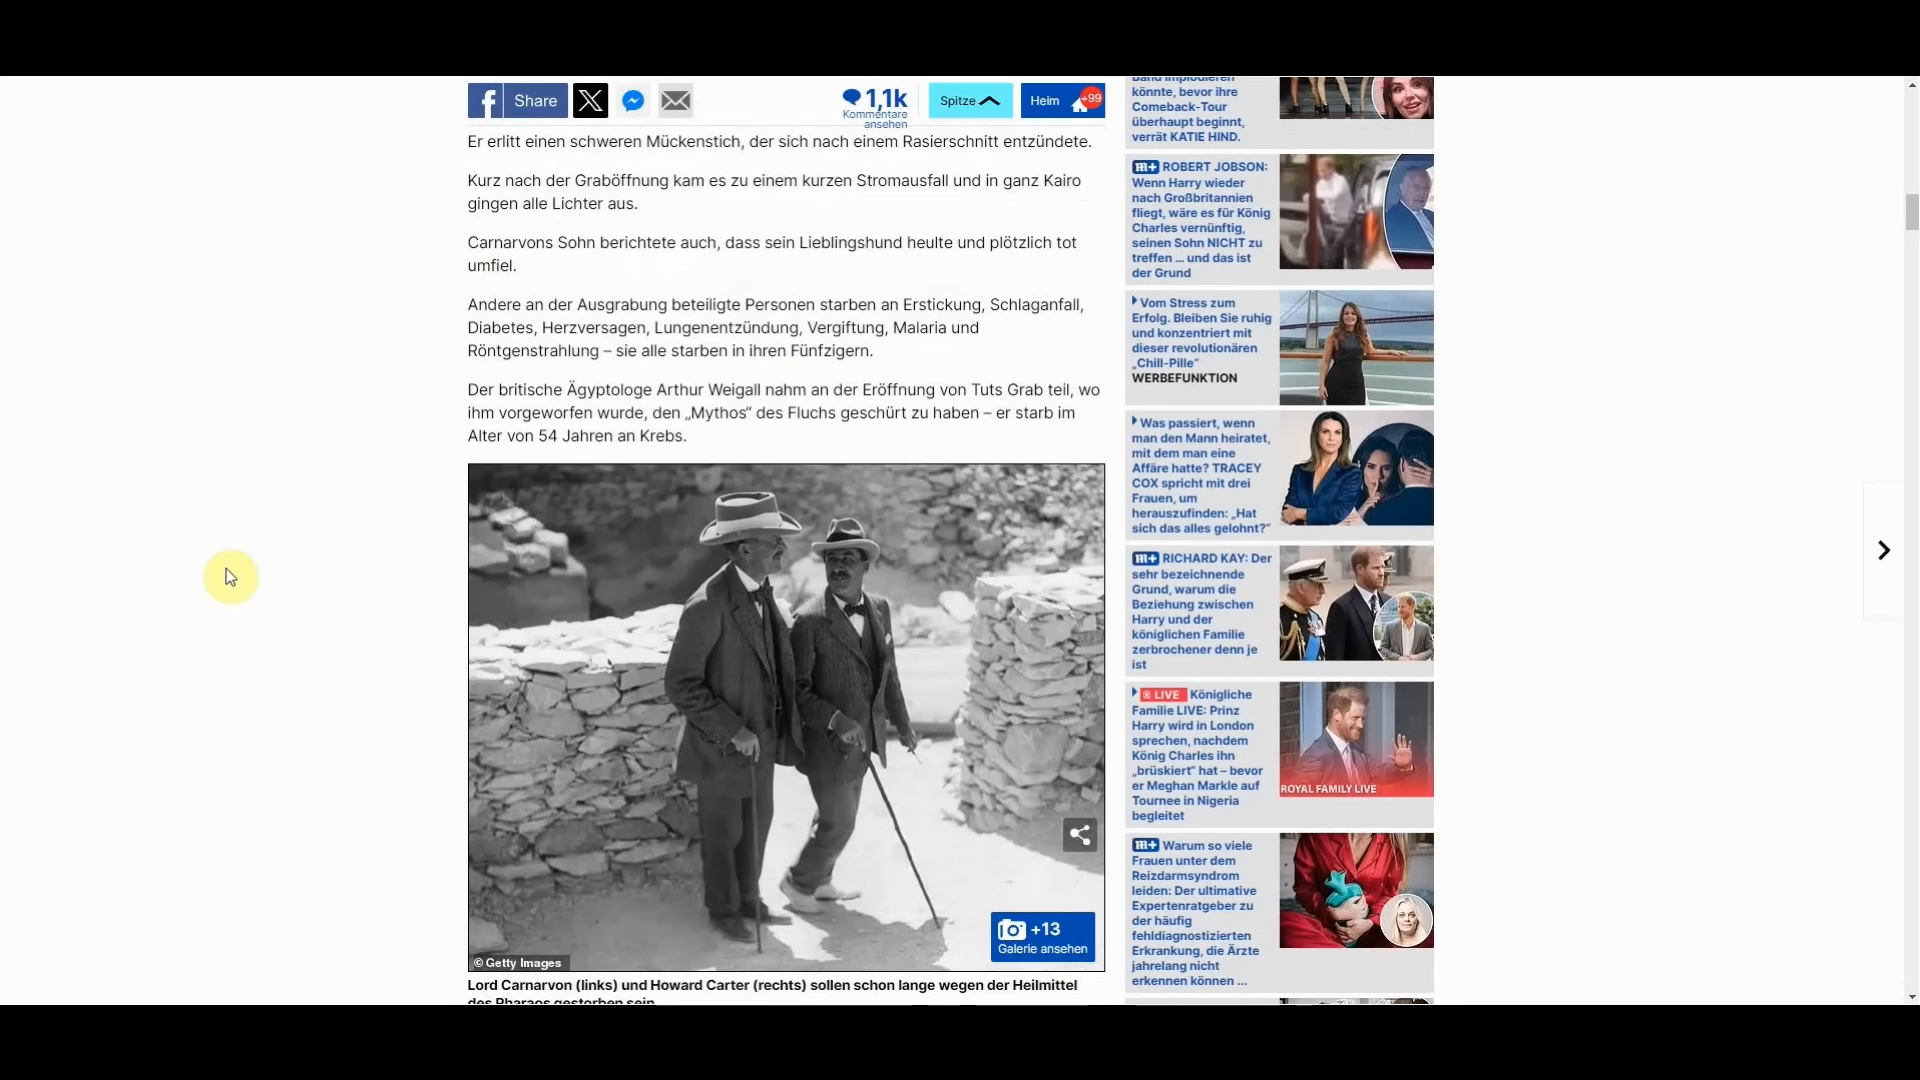 Share
1,1k
Kommentare
ansehen
Spitze
Heim
+99
Er erlitt einen schweren Mückenstich, der sich nach einem Rasierschnitt entzündete.
Kurz nach der Graböffnung kam es zu einem kurzen Stromausfall und in ganz Kairo
gingen alle Lichter aus.
Carnarvons Sohn berichtete auch, dass sein Lieblingshund heulte und plötzlich tot
umfiel.
Andere an der Ausgrabung beteiligte Personen starben an Erstickung, Schlaganfall,
Diabetes, Herzversagen, Lungenentzündung, Vergiftung, Malaria und
Röntgenstrahlung – sie alle starben in ihren Fünfzigern.
Der britische Ägyptologe Arthur Weigall nahm an der Eröffnung von Tuts Grab teil, wo
ihm vorgeworfen wurde, den „Mythos“ des Fluchs geschürt zu haben – er starb im
Alter von 54 Jahren an Krebs.
+13
Galerie ansehen
© Getty Images
Lord Carnarvon (links) und Howard Carter (rechts) sollen schon lange wegen der Heilmittel
des Pharaos gestorben sein
Band implodieren
könnte, bevor ihre
Comeback-Tour
überhaupt beginnt,
verrät KATIE HIND.
m+ ROBERT JOBSON:
Wenn Harry wieder
nach Großbritannien
fliegt, wäre es für König
Charles vernünftig,
seinen Sohn NICHT zu
treffen ... und das ist
der Grund
Vom Stress zum
Erfolg. Bleiben Sie ruhig
und konzentriert mit
dieser revolutionären
„Chill-Pille“
WERBEFUNKTION
Was passiert, wenn
man den Mann heiratet,
mit dem man eine
Affäre hatte? TRACEY
COX spricht mit drei
Frauen, um
herauszufinden: „Hat
sich das alles gelohnt?“
m+ RICHARD KAY: Der
sehr bezeichnende
Grund, warum die
Beziehung zwischen
Harry und der
königlichen Familie
zerbrochener denn je
ist
LIVE Königliche
Familie LIVE: Prinz
Harry wird in London
sprechen, nachdem
König Charles ihn
„brüskiert“ hat – bevor
er Meghan Markle auf
Tournee in Nigeria
begleitet
ROYAL FAMILY LIVE
m+ Warum so viele
Frauen unter dem
Reizdarmsyndrom
leiden: Der ultimative
Expertenratgeber zu
der häufig
fehldiagnostizierten
Erkrankung, die Ärzte
jahrelang nicht
erkennen können ...